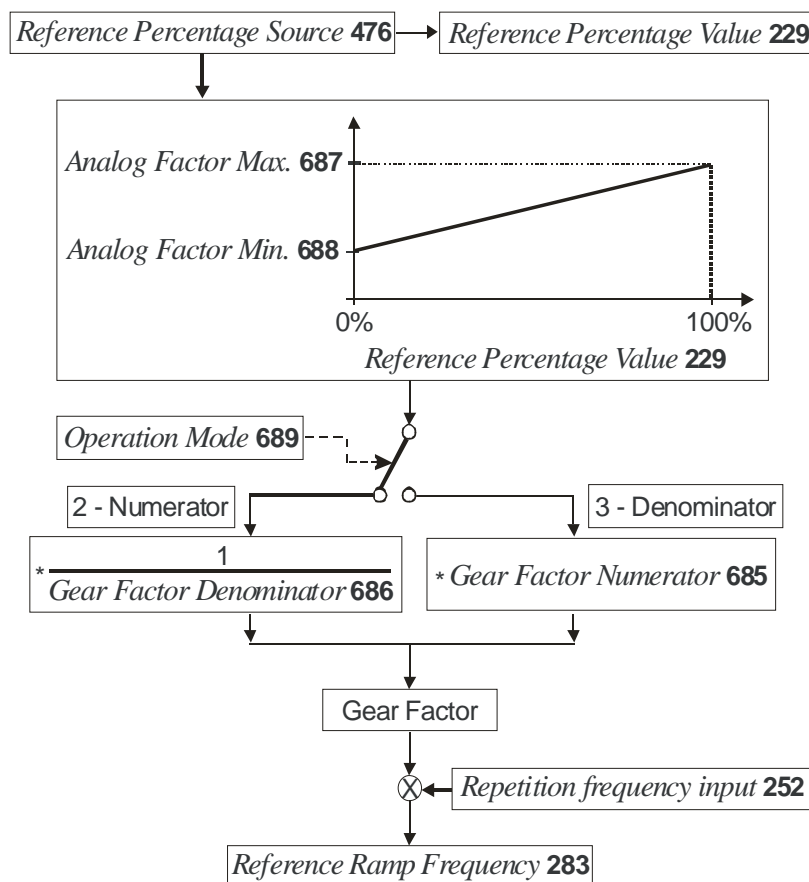 Reference Percentage Source 476
Reference Percentage Value 229
Analog Factor Max. 687
Analog Factor Min. 688
0%
100%
Reference Percentage Value 229
Operation Mode 689
2 - Numerator
3 - Denominator
1
* Gear Factor Denominator 686
* Gear Factor Numerator 685
Gear Factor
X
Repetition frequency input 252
Reference Ramp Frequency 283